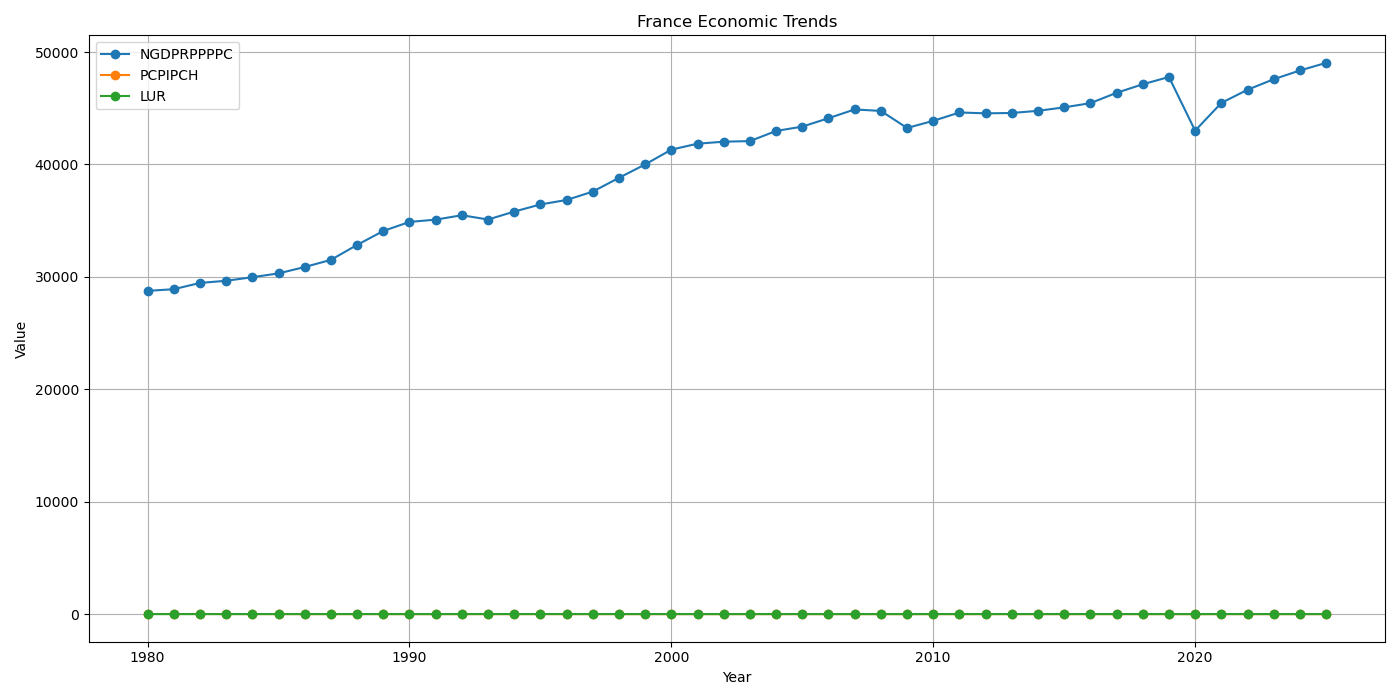 France Economic Trends
NGDPRPPPPC
PCPIPCH
LUR
50000
40000
30000
20000
10000
0
Value
1980 1990 2000 2010 2020
Year